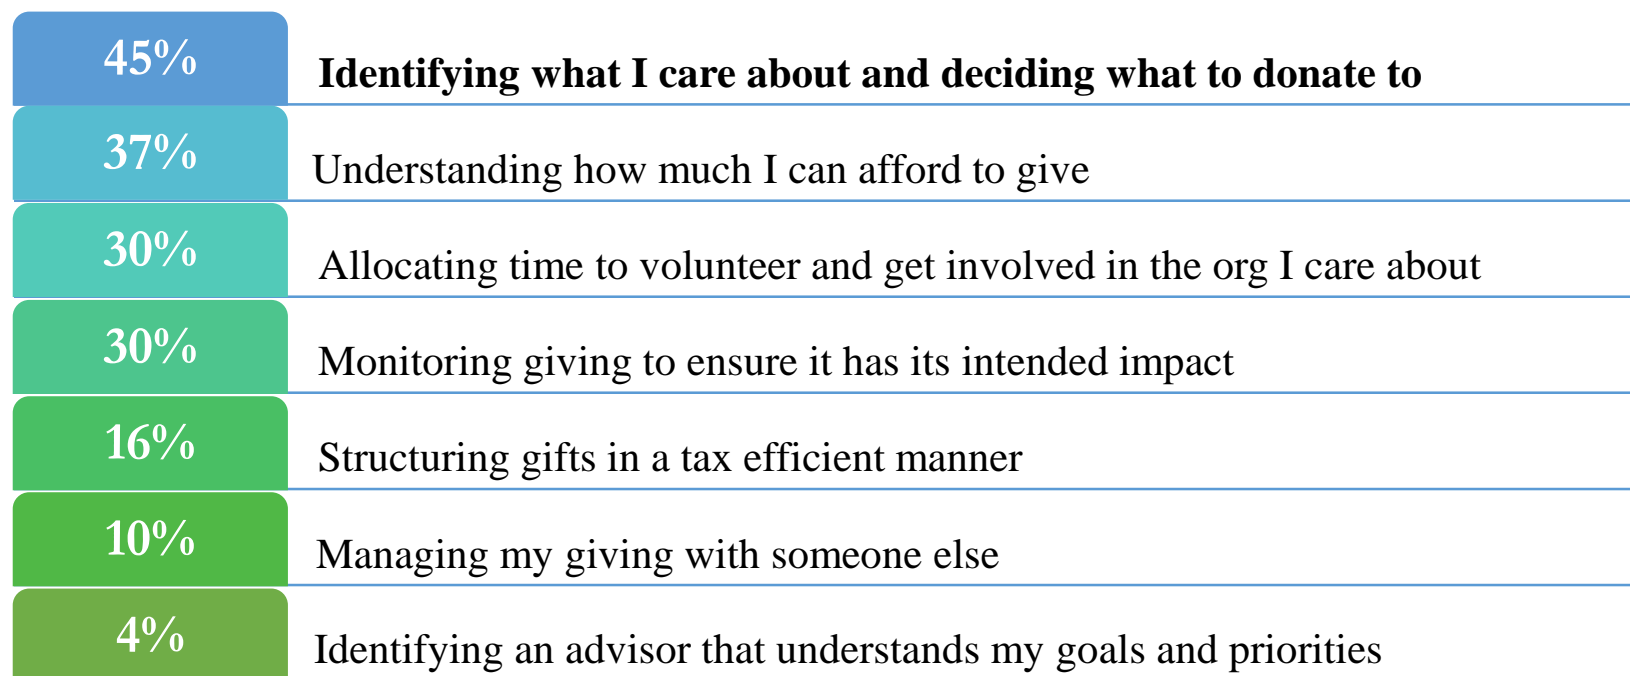 45% Identifying what I care about and deciding what to donate to
37% Understanding how much I can afford to give
30% Allocating time to volunteer and get involved in the org I care about
30% Monitoring giving to ensure it has its intended impact
16% Structuring gifts in a tax efficient manner
10% Managing my giving with someone else
4% Identifying an advisor that understands my goals and priorities